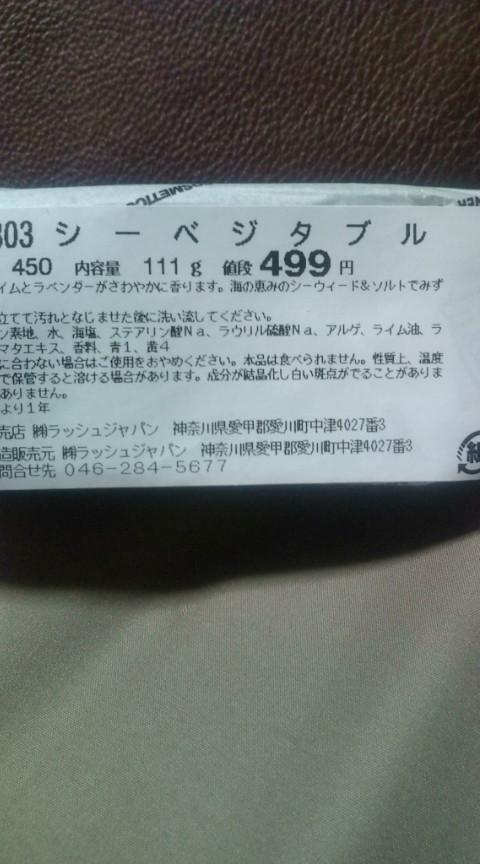 COSMETICS
303 シーベジタブル
450 内容量 111g 値段 499円
イムとラベンダーがさわやかに香ります。海の恵みのシーウィード&ソルトでみず
立てて汚れとなじませた後に洗い流してください。
ン素地、水、海塩、ステアリン酸Na、ラウリル硫酸Na、アルゲ、ライム油、ラ
マタエキス、香料、青1、黄4
に合わない場合はご使用をおやめください。本品は食べられません。性質上、温度
で保管すると溶ける場合があります。成分が結晶化し白い斑点がでることがありま
ありません。
より1年
売店 ㈱ラッシュジャパン 神奈川県愛甲郡愛川町中津4027番3
造販売元 ㈱ラッシュジャパン 神奈川県愛甲郡愛川町中津4027番3
問合せ先 046-284-5677